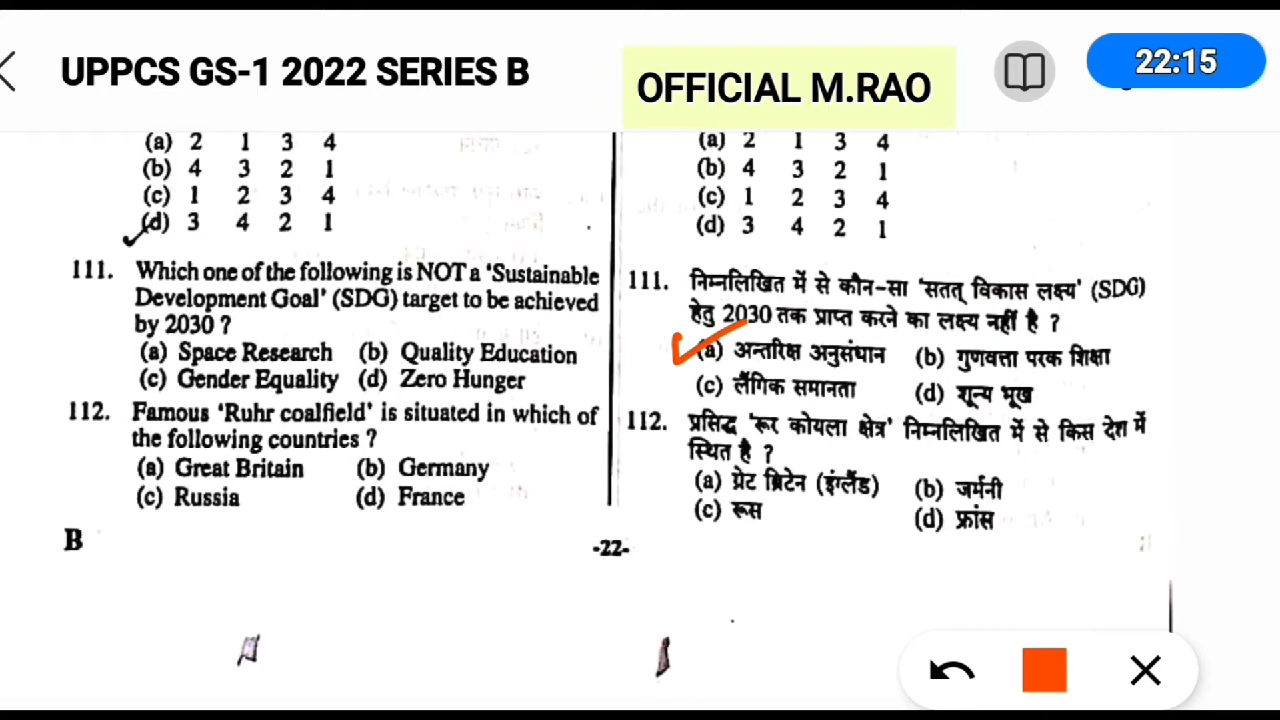 UPPCS GS-1 2022 SERIES B
OFFICIAL M.RAO
22:15
(a) 2 1 3 4
(b) 4 3 2 1
(c) 1 2 3 4
(d) 3 4 2 1
111. Which one of the following is NOT a 'Sustainable
Development Goal' (SDG) target to be achieved
by 2030 ?
(a) Space Research (b) Quality Education
(c) Gender Equality (d) Zero Hunger
112. Famous 'Ruhr coalfield' is situated in which of
the following countries ?
(a) Great Britain (b) Germany
(c) Russia (d) France
(a) 2 1 3 4
(b) 4 3 2 1
(c) 1 2 3 4
(d) 3 4 2 1
111. निम्नलिखित में से कौन-सा 'सतत् विकास लक्ष्य' (SDG)
हेतु 2030 तक प्राप्त करने का लक्ष्य नहीं है ?
(a) अन्तरिक्ष अनुसंधान (b) गुणवत्ता परक शिक्षा
(c) लैंगिक समानता (d) शून्य भूख
112. प्रसिद्ध 'रूर कोयला क्षेत्र' निम्नलिखित में से किस देश में
स्थित है ?
(a) ग्रेट ब्रिटेन (इंग्लैंड) (b) जर्मनी
(c) रूस (d) फ्रांस
B
-22-